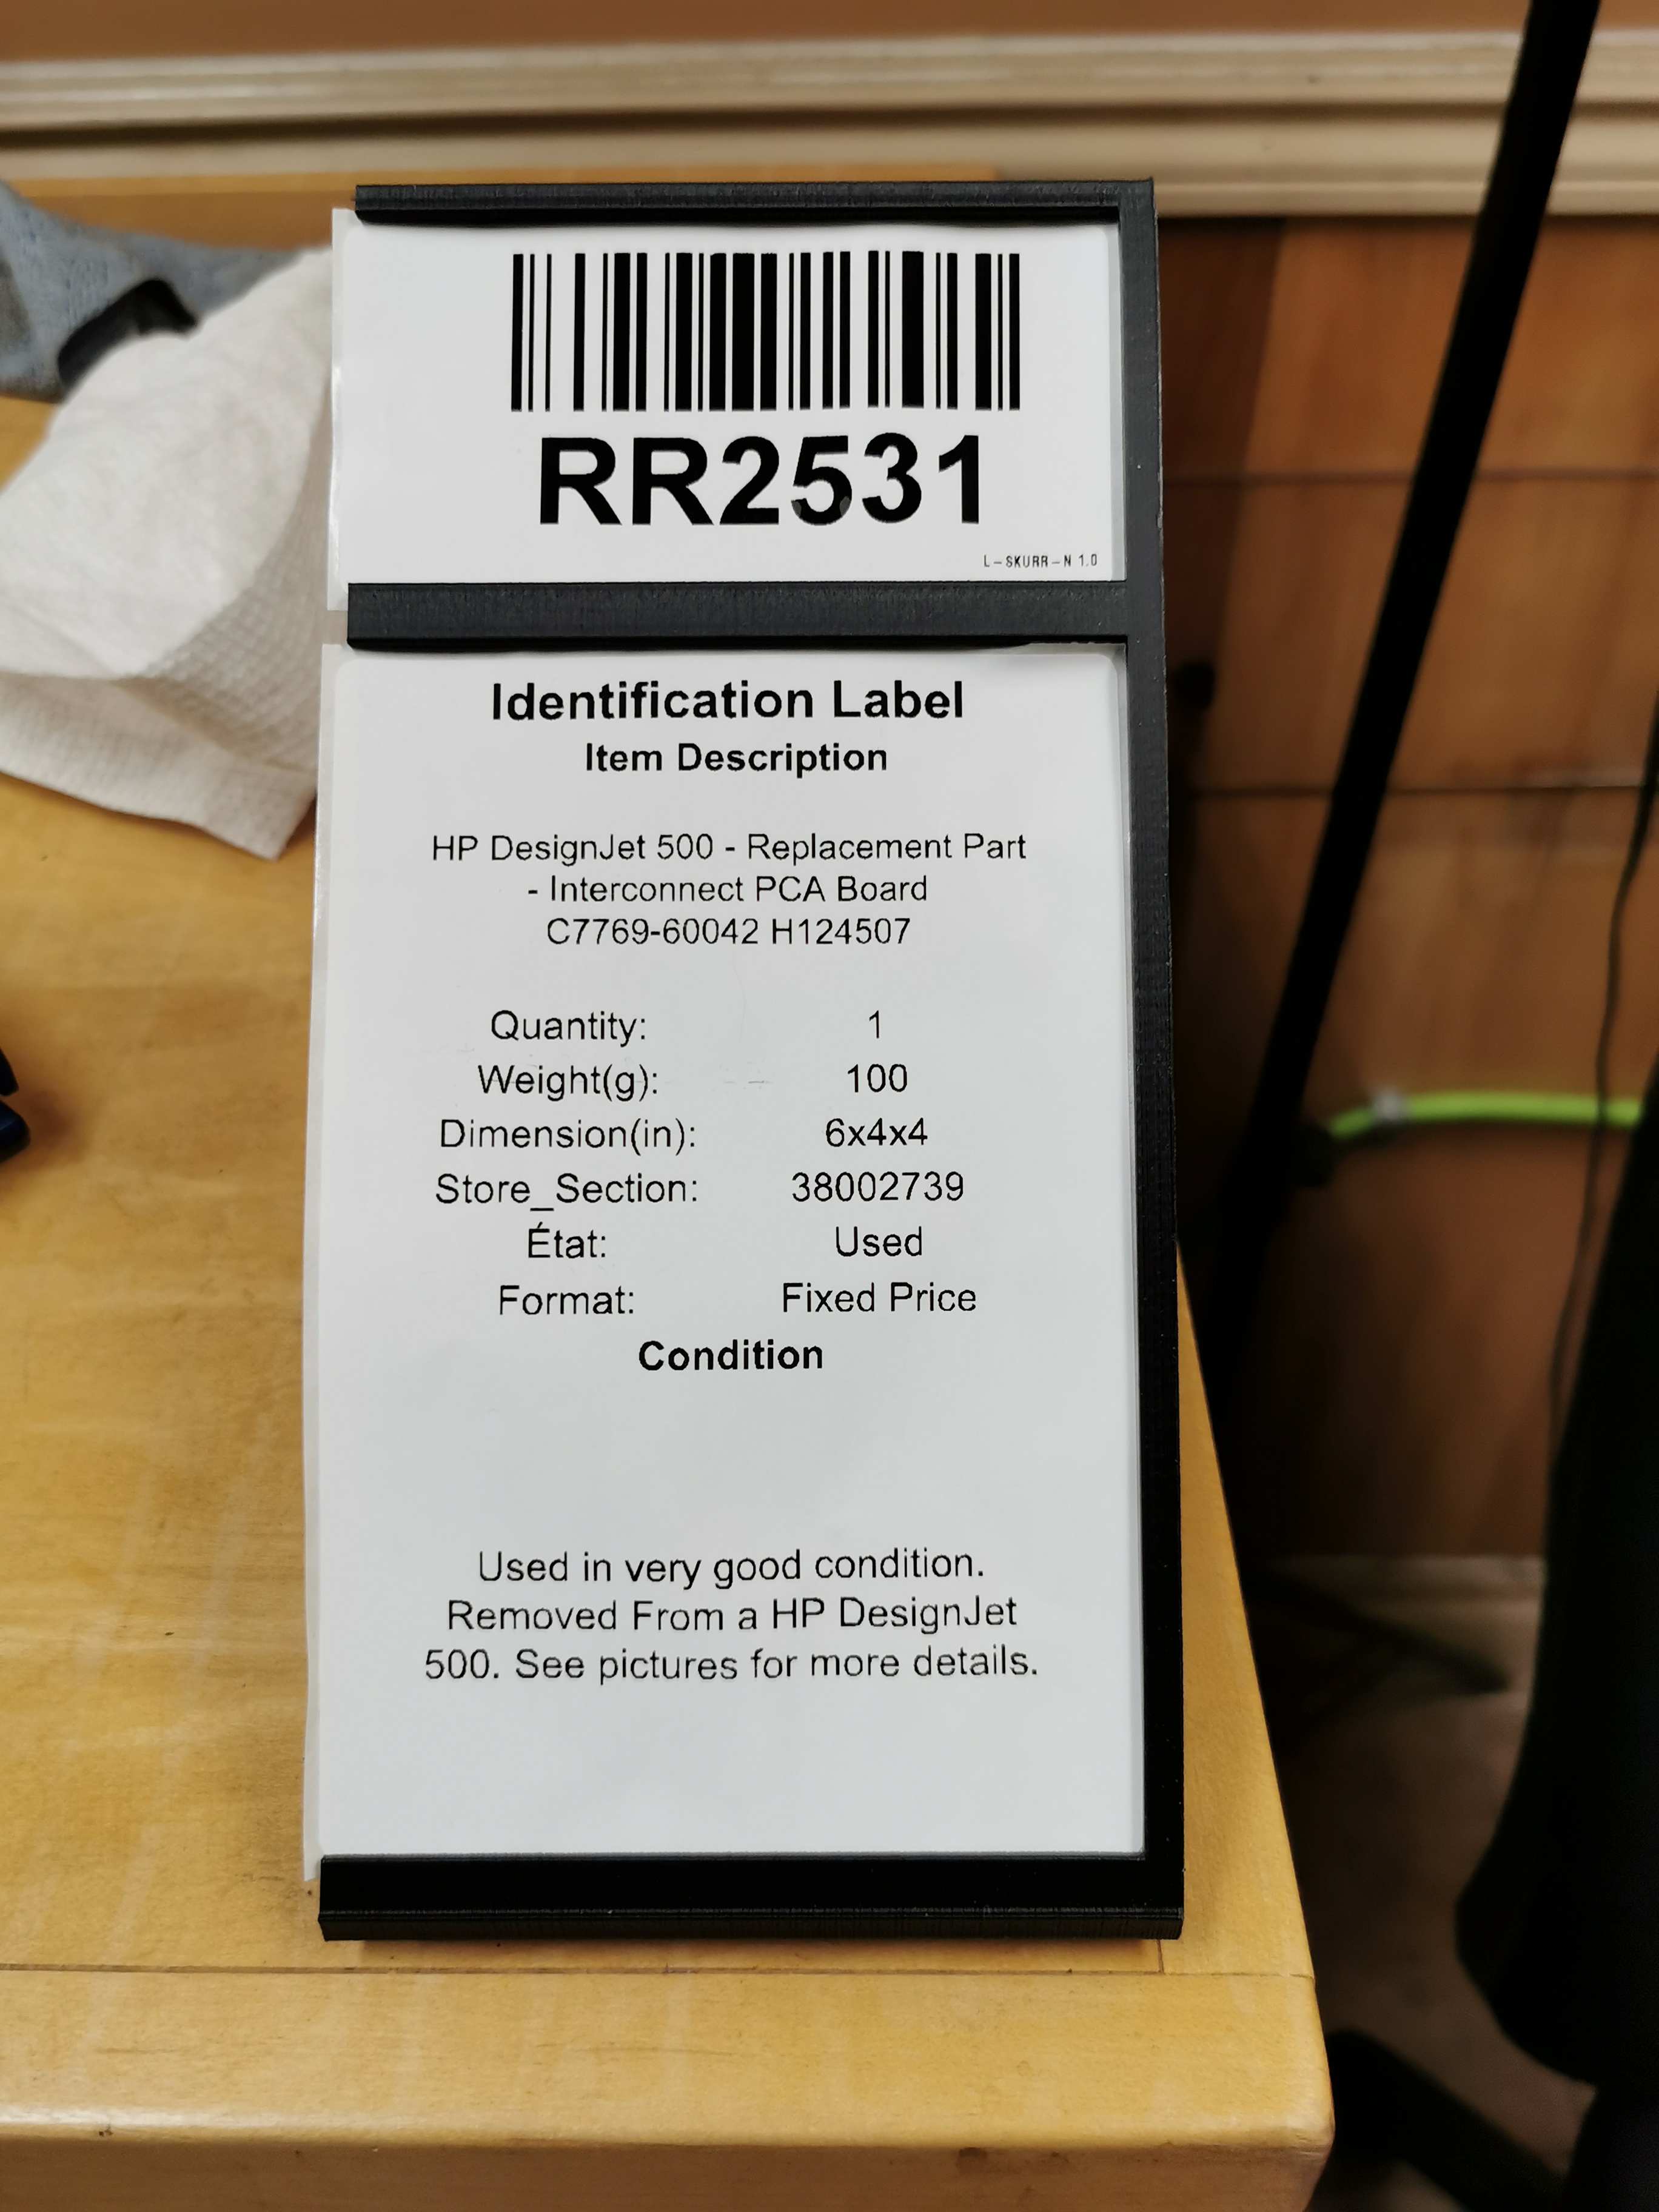 RR2531
L-SKURR-N 1.0
Identification Label
Item Description
HP DesignJet 500 - Replacement Part
- Interconnect PCA Board
C7769-60042 H124507
Quantity: 1
Weight(g): 100
Dimension(in): 6x4x4
Store_Section: 38002739
État: Used
Format: Fixed Price
Condition
Used in very good condition.
Removed From a HP DesignJet
500. See pictures for more details.